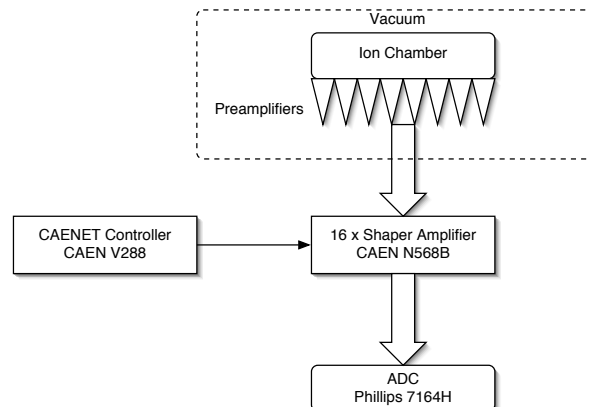 Vacuum
Ion Chamber
Preamplifiers
CAENET Controller
CAEN V288
16 x Shaper Amplifier
CAEN N568B
ADC
Phillips 7164H